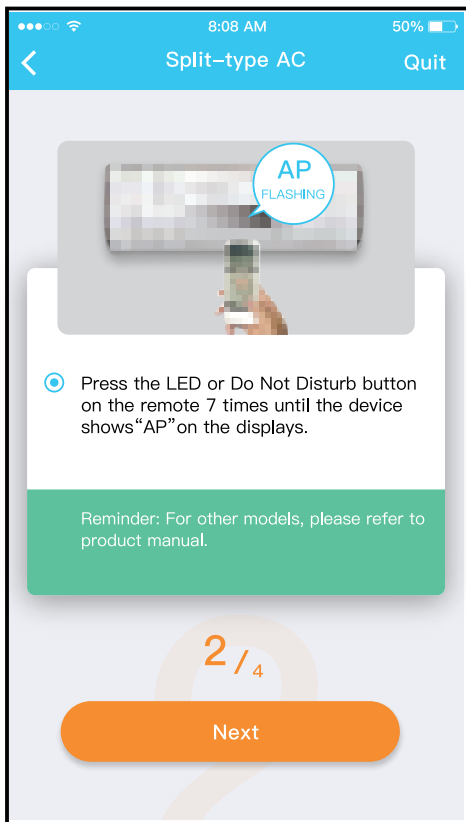 8:08 AM
50%
Split-type AC
Quit
AP
FLASHING
Press the LED or Do Not Disturb button
on the remote 7 times until the device
shows“AP”on the displays.
Reminder: For other models, please refer to
product manual.
2/4
Next